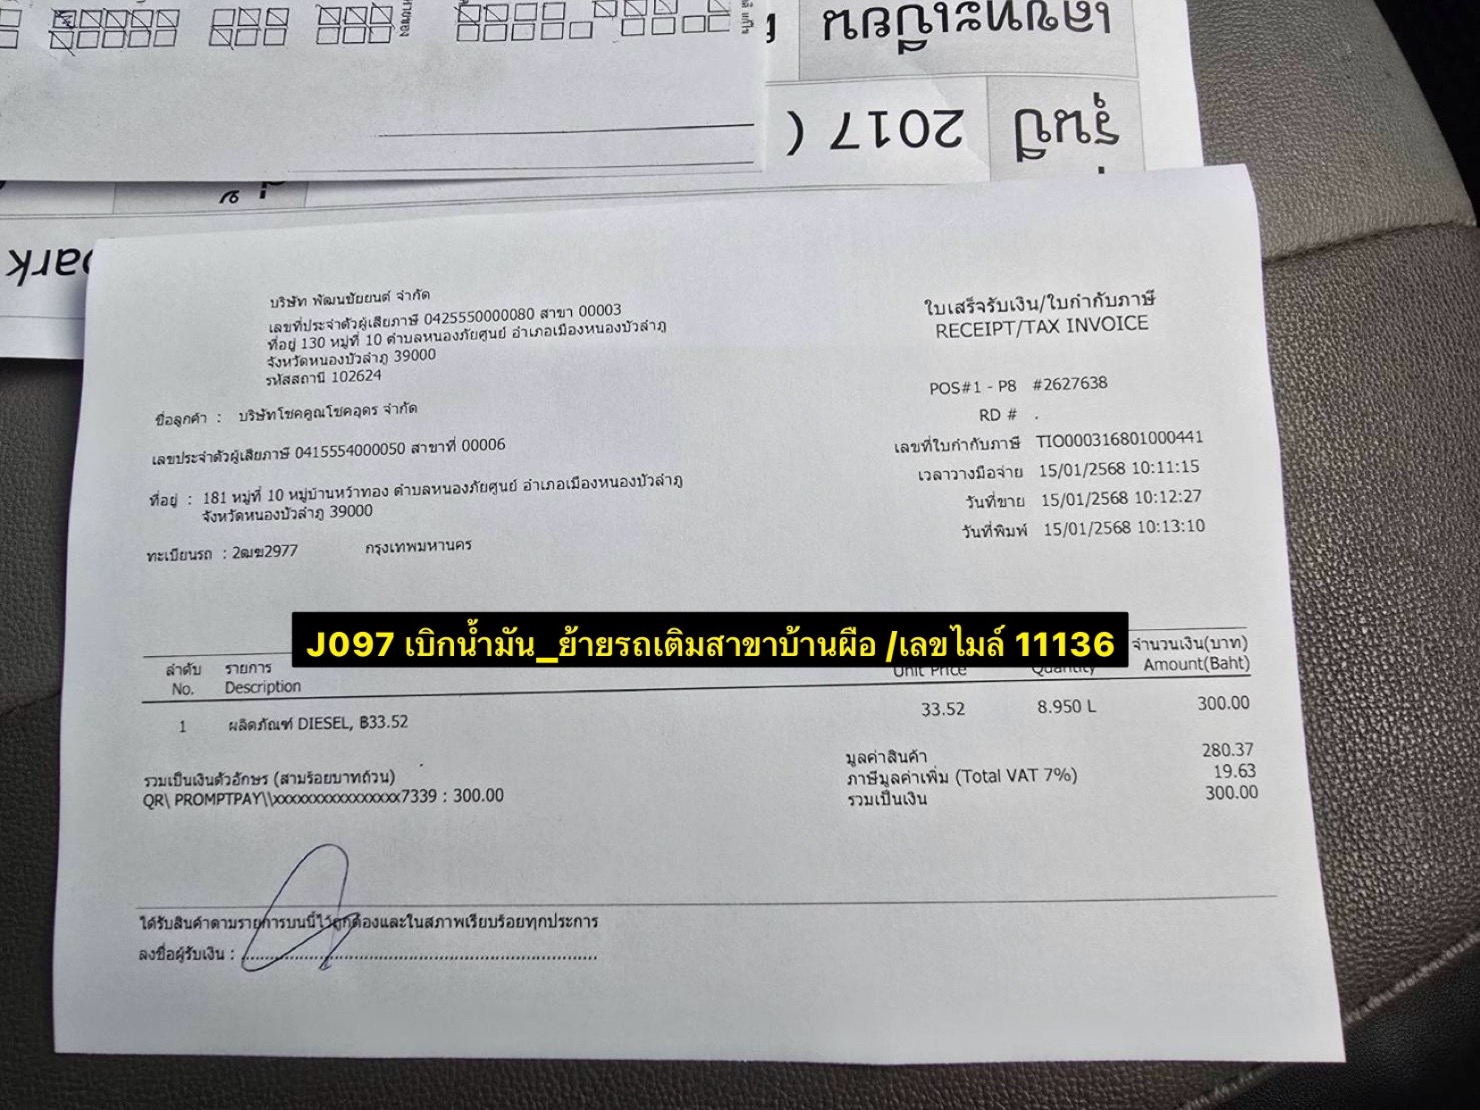 เลขทะเบียน
รุ่นปี 2017 (
park
บริษัท พัฒนชัยยนต์ จำกัด
เลขที่ประจำตัวผู้เสียภาษี 0425550000080 สาขา 00003
ที่อยู่ 130 หมู่ที่ 10 ตำบลหนองภัยศูนย์ อำเภอเมืองหนองบัวลำภู
จังหวัดหนองบัวลำภู 39000
รหัสสถานี 102624
ใบเสร็จรับเงิน/ใบกำกับภาษี
RECEIPT/TAX INVOICE
POS#1 - P8 #2627638
RD # .
เลขที่ใบกำกับภาษี TIO000316801000441
เวลาวางมือจ่าย 15/01/2568 10:11:15
วันที่ขาย 15/01/2568 10:12:27
วันที่พิมพ์ 15/01/2568 10:13:10
ชื่อลูกค้า : บริษัทโชคคูณโชคอุดร จำกัด
เลขประจำตัวผู้เสียภาษี 0415554000050 สาขาที่ 00006
ที่อยู่ : 181 หมู่ที่ 10 หมู่บ้านหว้าทอง ตำบลหนองภัยศูนย์ อำเภอเมืองหนองบัวลำภู
จังหวัดหนองบัวลำภู 39000
ทะเบียนรถ : 2ฒฆ2977 กรุงเทพมหานคร
J097 เบิกน้ำมัน_ย้ายรถเติมสาขาบ้านผือ /เลขไมล์ 11136
ลำดับ รายการ จำนวนเงิน(บาท)
No. Description Unit Price Quantity Amount(Baht)
1 ผลิตภัณฑ์ DIESEL, ฿33.52 33.52 8.950 L 300.00
มูลค่าสินค้า 280.37
ภาษีมูลค่าเพิ่ม (Total VAT 7%) 19.63
รวมเป็นเงิน 300.00
รวมเป็นเงินตัวอักษร (สามร้อยบาทถ้วน)
QR\ PROMPTPAY\\xxxxxxxxxxxxxxxxx7339 : 300.00
ได้รับสินค้าตามรายการบนนี้ไว้ถูกต้องและในสภาพเรียบร้อยทุกประการ
ลงชื่อผู้รับเงิน :